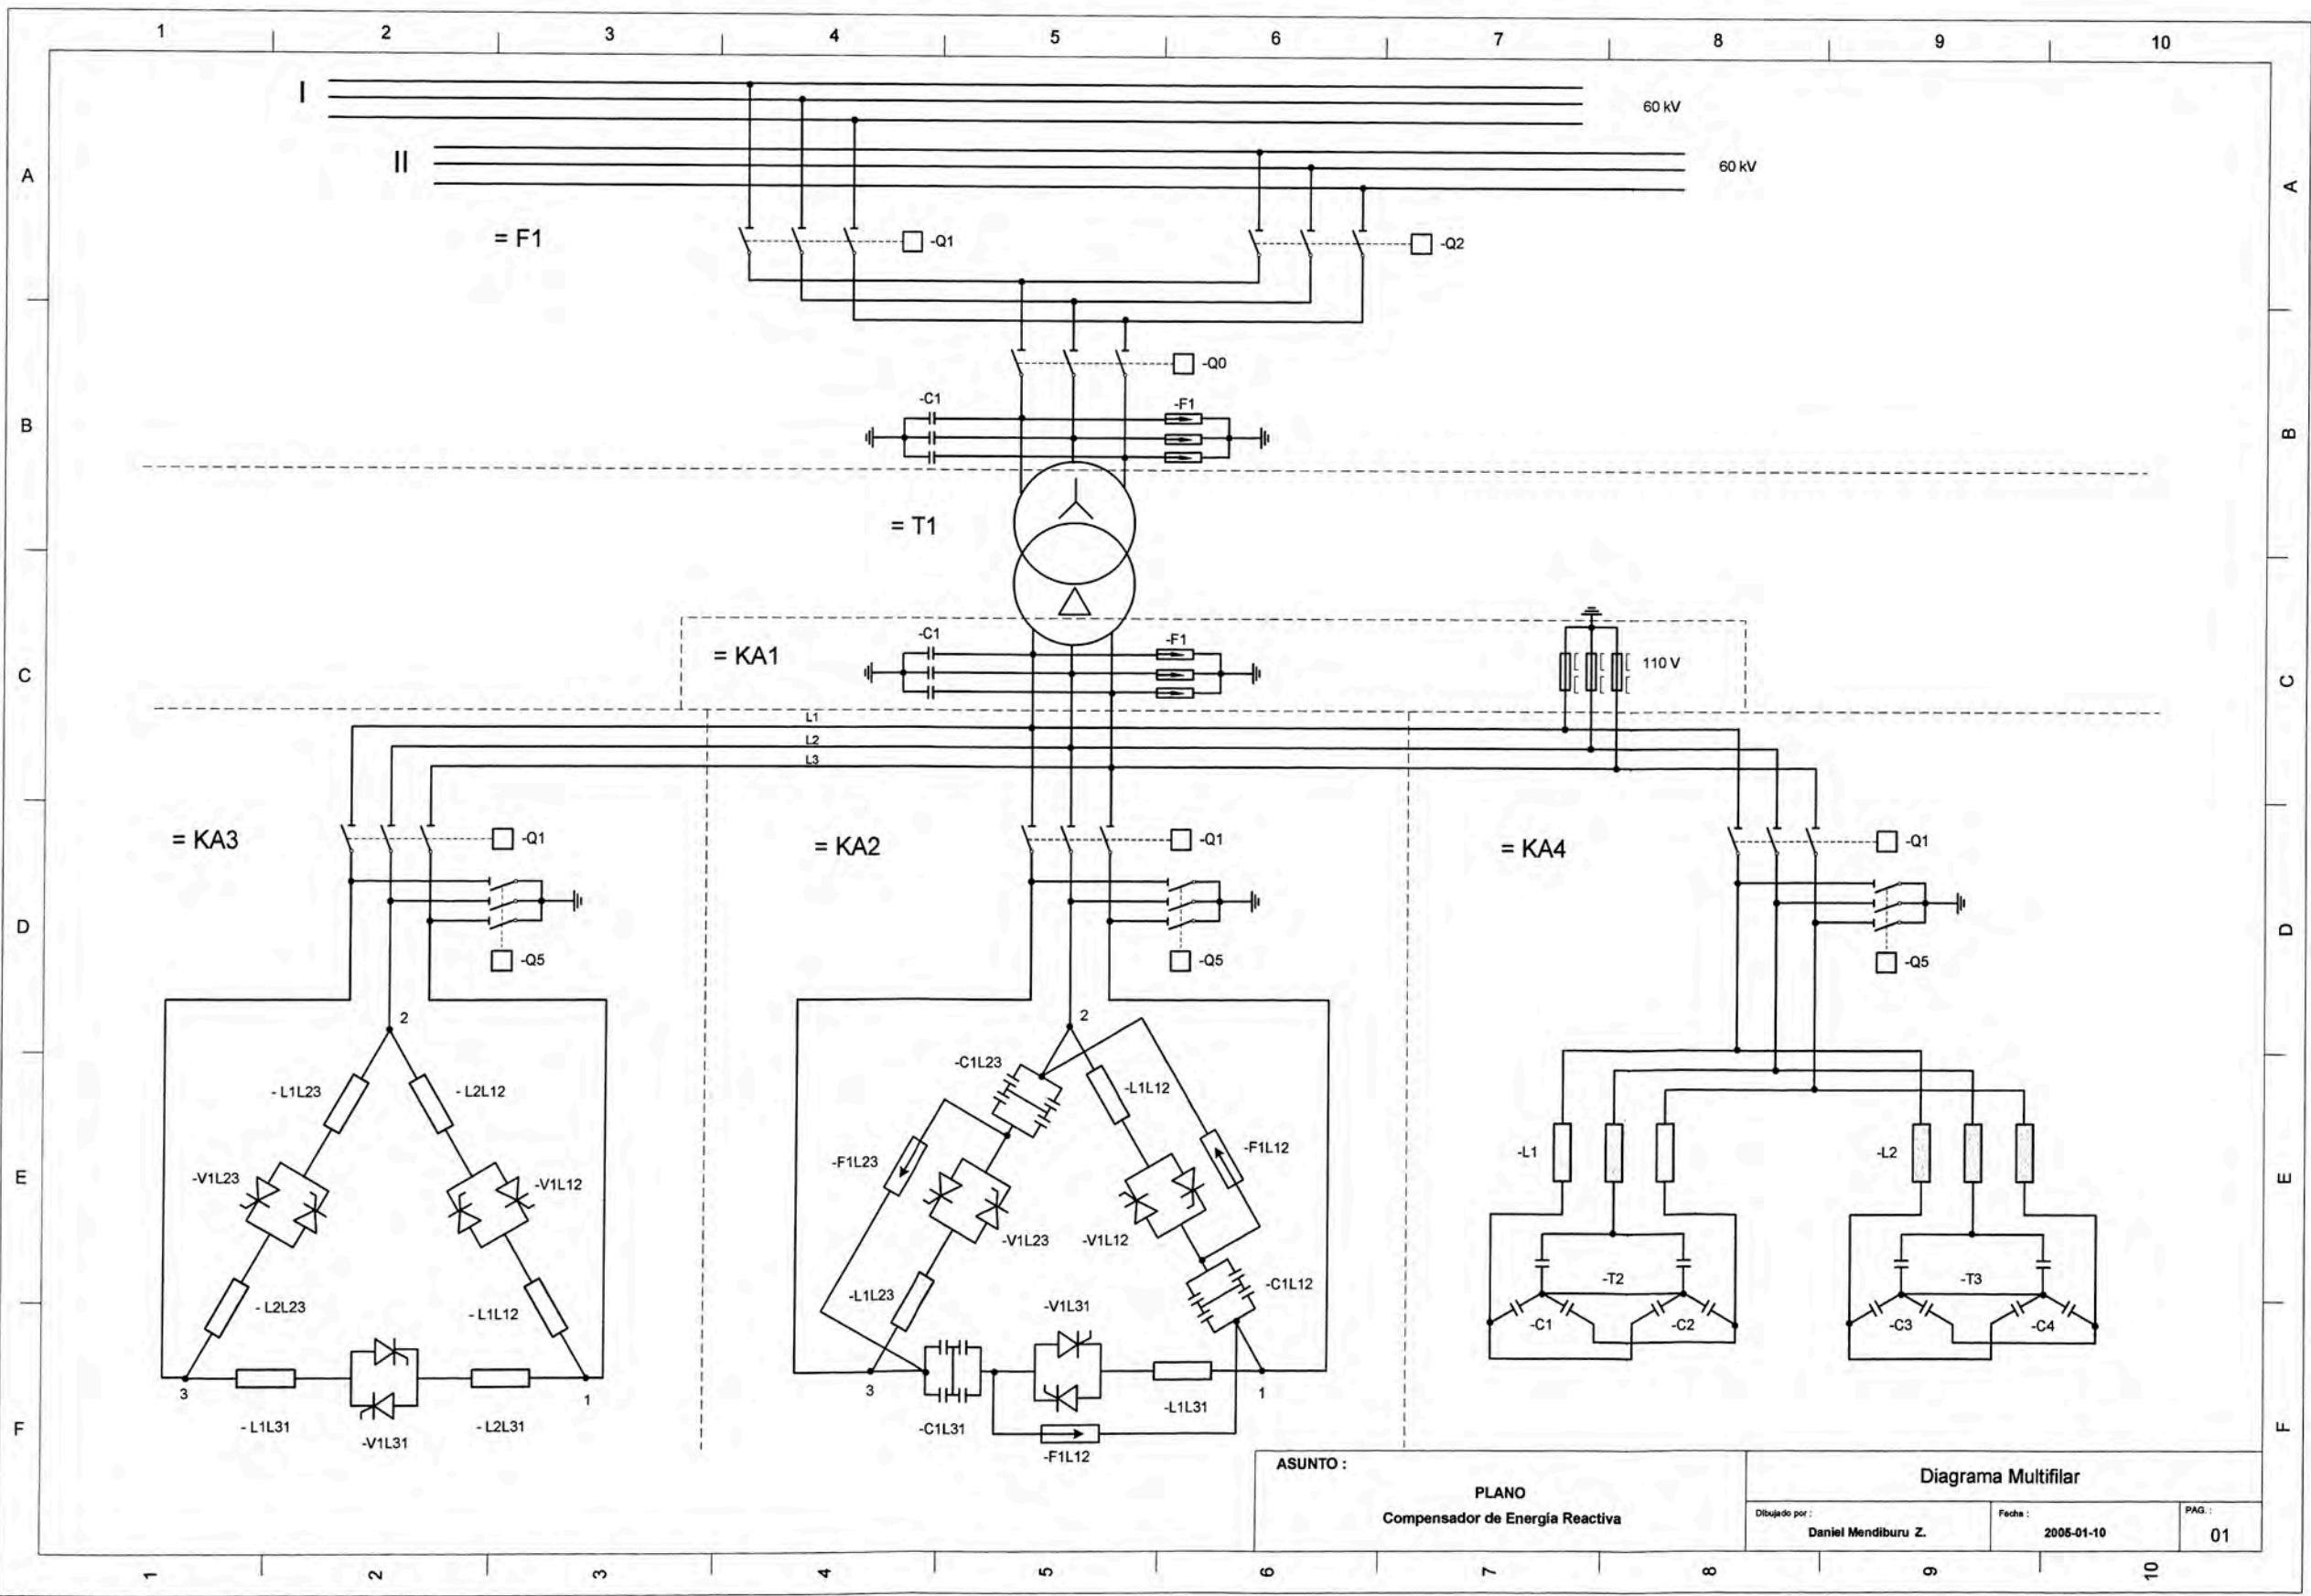 1 2 3 4 5 6 7 8 9 10
I
60 kV
II
60 kV
A
A
= F1
-Q1
-Q2
-Q0
-C1
-F1
B
B
= T1
-C1
-F1
= KA1
110 V
C
C
L1
L2
L3
= KA3
-Q1
= KA2
-Q1
= KA4
-Q1
D
D
-Q5
-Q5
-Q5
2
2
- L1L23
- L2L12
-C1L23
-L1L12
-V1L23
-V1L12
-F1L23
-F1L12
-L1
-L2
E
E
-V1L23
-V1L12
- L2L23
- L1L12
-L1L23
-V1L31
-C1L12
-T2
-T3
-C1
-C2
-C3
-C4
3
1
3
1
- L1L31
-V1L31
- L2L31
-C1L31
-L1L31
-F1L12
F
F
ASUNTO :
PLANO
Compensador de Energía Reactiva
Diagrama Multifilar
Dibujado por :
Daniel Mendiburu Z.
Fecha :
2005-01-10
PAG. :
01
1 2 3 4 5 6 7 8 9 10